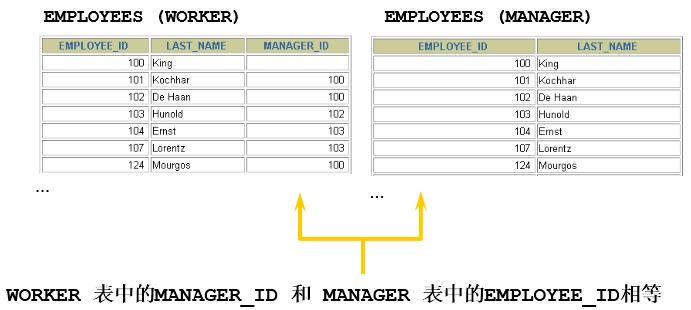 EMPLOYEES (WORKER) EMPLOYEES (MANAGER)
EMPLOYEE_ID LAST_NAME MANAGER_ID EMPLOYEE_ID LAST_NAME
100 King 100 King
101 Kochhar 100 101 Kochhar
102 De Haan 100 102 De Haan
103 Hunold 102 103 Hunold
104 Ernst 103 104 Ernst
107 Lorentz 103 107 Lorentz
124 Mourgos 100 124 Mourgos
... ...
WORKER 表中的MANAGER_ID 和 MANAGER 表中的EMPLOYEE_ID相等